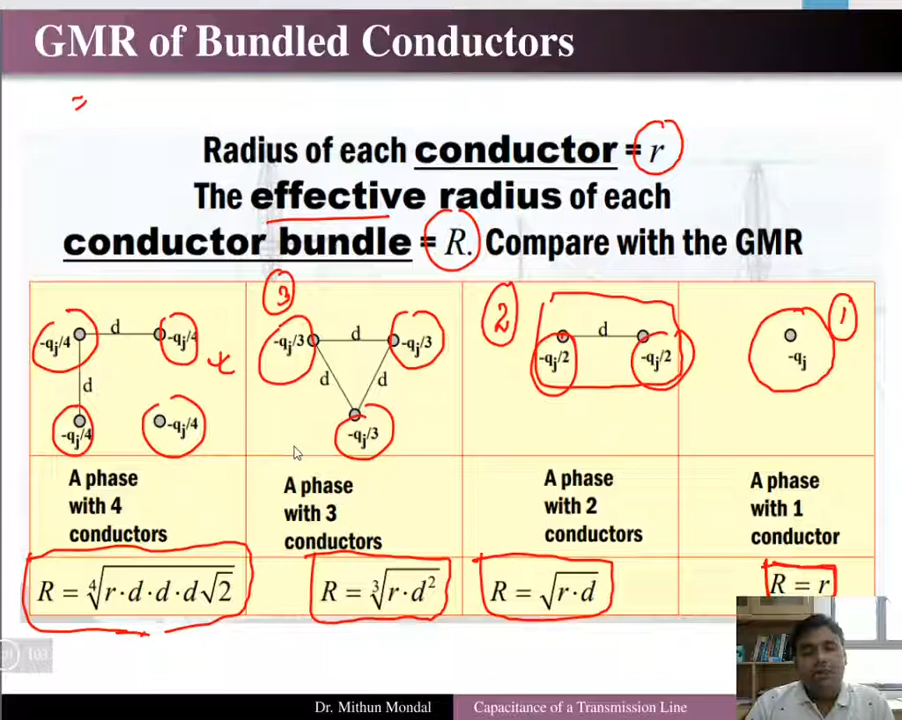 GMR of Bundled Conductors
=
Radius of each conductor = r
The effective radius of each
conductor bundle = R. Compare with the GMR
-qj/4 d -qj/4
d
-qj/4 -qj/4
4
3
-qj/3 d -qj/3
d d
-qj/3
2
d
-qj/2 -qj/2
1
-qj
A phase
with 4
conductors
A phase
with 3
conductors
A phase
with 2
conductors
A phase
with 1
conductor
R = ∜(r·d·d·d√2)
R = ∛(r·d²)
R = √(r·d)
R = r
103
Dr. Mithun Mondal
Capacitance of a Transmission Line